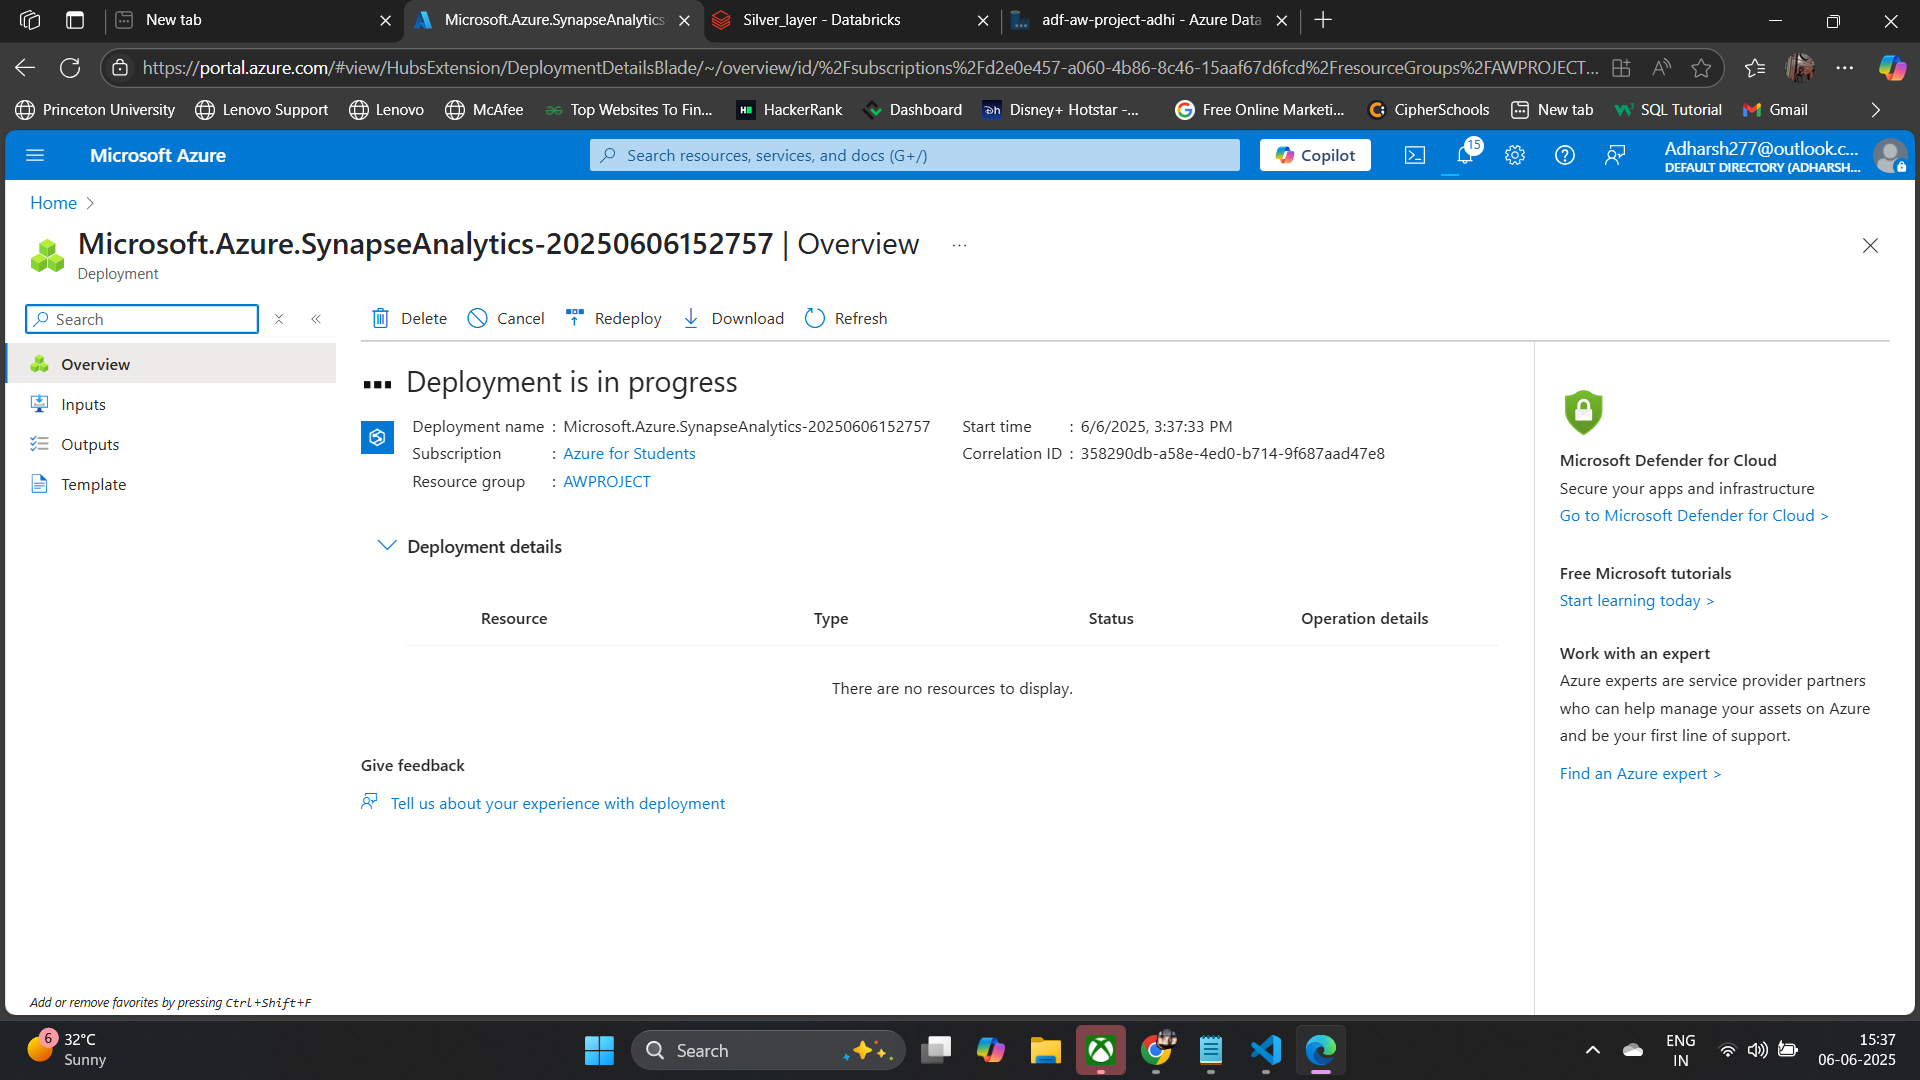 New tab
Microsoft.Azure.SynapseAnalytics
Silver_layer - Databricks
adf-aw-project-adhi - Azure Data
https://portal.azure.com/#view/HubsExtension/DeploymentDetailsBlade/~/overview/id/%2Fsubscriptions%2Fd2e0e457-a060-4b86-8c46-15aaf67d6fcd%2FresourceGroups%2FAWPROJECT...
Princeton University
Lenovo Support
Lenovo
McAfee
Top Websites To Fin...
HackerRank
Dashboard
Disney+ Hotstar -...
Free Online Marketi...
CipherSchools
New tab
SQL Tutorial
Gmail
Microsoft Azure
Search resources, services, and docs (G+/)
Copilot
15
Adharsh277@outlook.c...
DEFAULT DIRECTORY (ADHARSH...
Home
Microsoft.Azure.SynapseAnalytics-20250606152757 | Overview ...
Deployment
Search
Delete
Cancel
Redeploy
Download
Refresh
Overview
Inputs
Outputs
Template
Deployment is in progress
Deployment name : Microsoft.Azure.SynapseAnalytics-20250606152757
Subscription : Azure for Students
Resource group : AWPROJECT
Start time : 6/6/2025, 3:37:33 PM
Correlation ID : 358290db-a58e-4ed0-b714-9f687aad47e8
Deployment details
Resource Type Status Operation details
There are no resources to display.
Give feedback
Tell us about your experience with deployment
Microsoft Defender for Cloud
Secure your apps and infrastructure
Go to Microsoft Defender for Cloud >
Free Microsoft tutorials
Start learning today >
Work with an expert
Azure experts are service provider partners
who can help manage your assets on Azure
and be your first line of support.
Find an Azure expert >
Add or remove favorites by pressing Ctrl+Shift+F
6
32°C
Sunny
Search
ENG
IN
15:37
06-06-2025